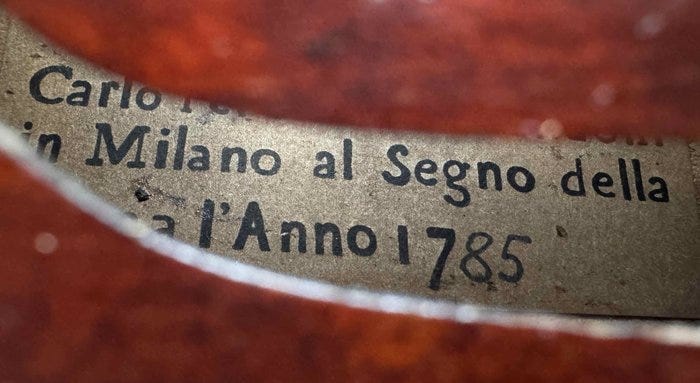 Carlo
in Milano al Segno della
l'Anno 1785